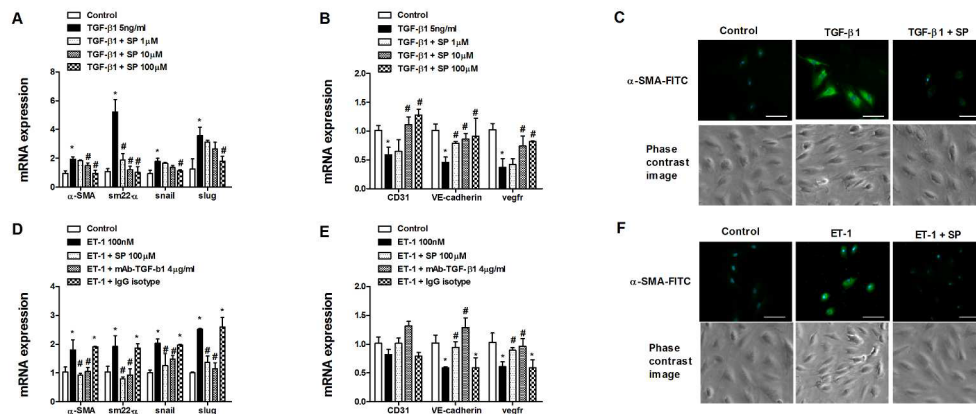 A
Control
TGF-β1 5ng/ml
TGF-β1 + SP 1μM
TGF-β1 + SP 10μM
TGF-β1 + SP 100μM
mRNA expression
6
4
2
0
*
*
#
#
#
*
#
#
#
*
#
*
#
α-SMA
sm22α
snail
slug
B
Control
TGF-β1 5ng/ml
TGF-β1 + SP 1μM
TGF-β1 + SP 10μM
TGF-β1 + SP 100μM
mRNA expression
2.0
1.5
1.0
0.5
0.0
*
#
#
*
#
#
#
*
#
#
CD31
VE-cadherin
vegfr
C
Control
TGF-β1
TGF-β1 + SP
α-SMA-FITC
Phase
contrast
image
D
Control
ET-1 100nM
ET-1 + SP 100μM
ET-1 + mAb-TGF-b1 4μg/ml
ET-1 + IgG isotype
mRNA expression
4
3
2
1
0
*
#
#
*
*
#
#
*
*
#
#
*
*
#
#
*
α-SMA
sm22α
snail
slug
E
Control
ET-1 100nM
ET-1 + SP 100μM
ET-1 + mAb-TGF-β1 4μg/ml
ET-1 + IgG isotype
mRNA expression
2.0
1.5
1.0
0.5
0.0
*
#
#
*
*
#
#
*
CD31
VE-cadherin
vegfr
F
Control
ET-1
ET-1 + SP
α-SMA-FITC
Phase
contrast
image